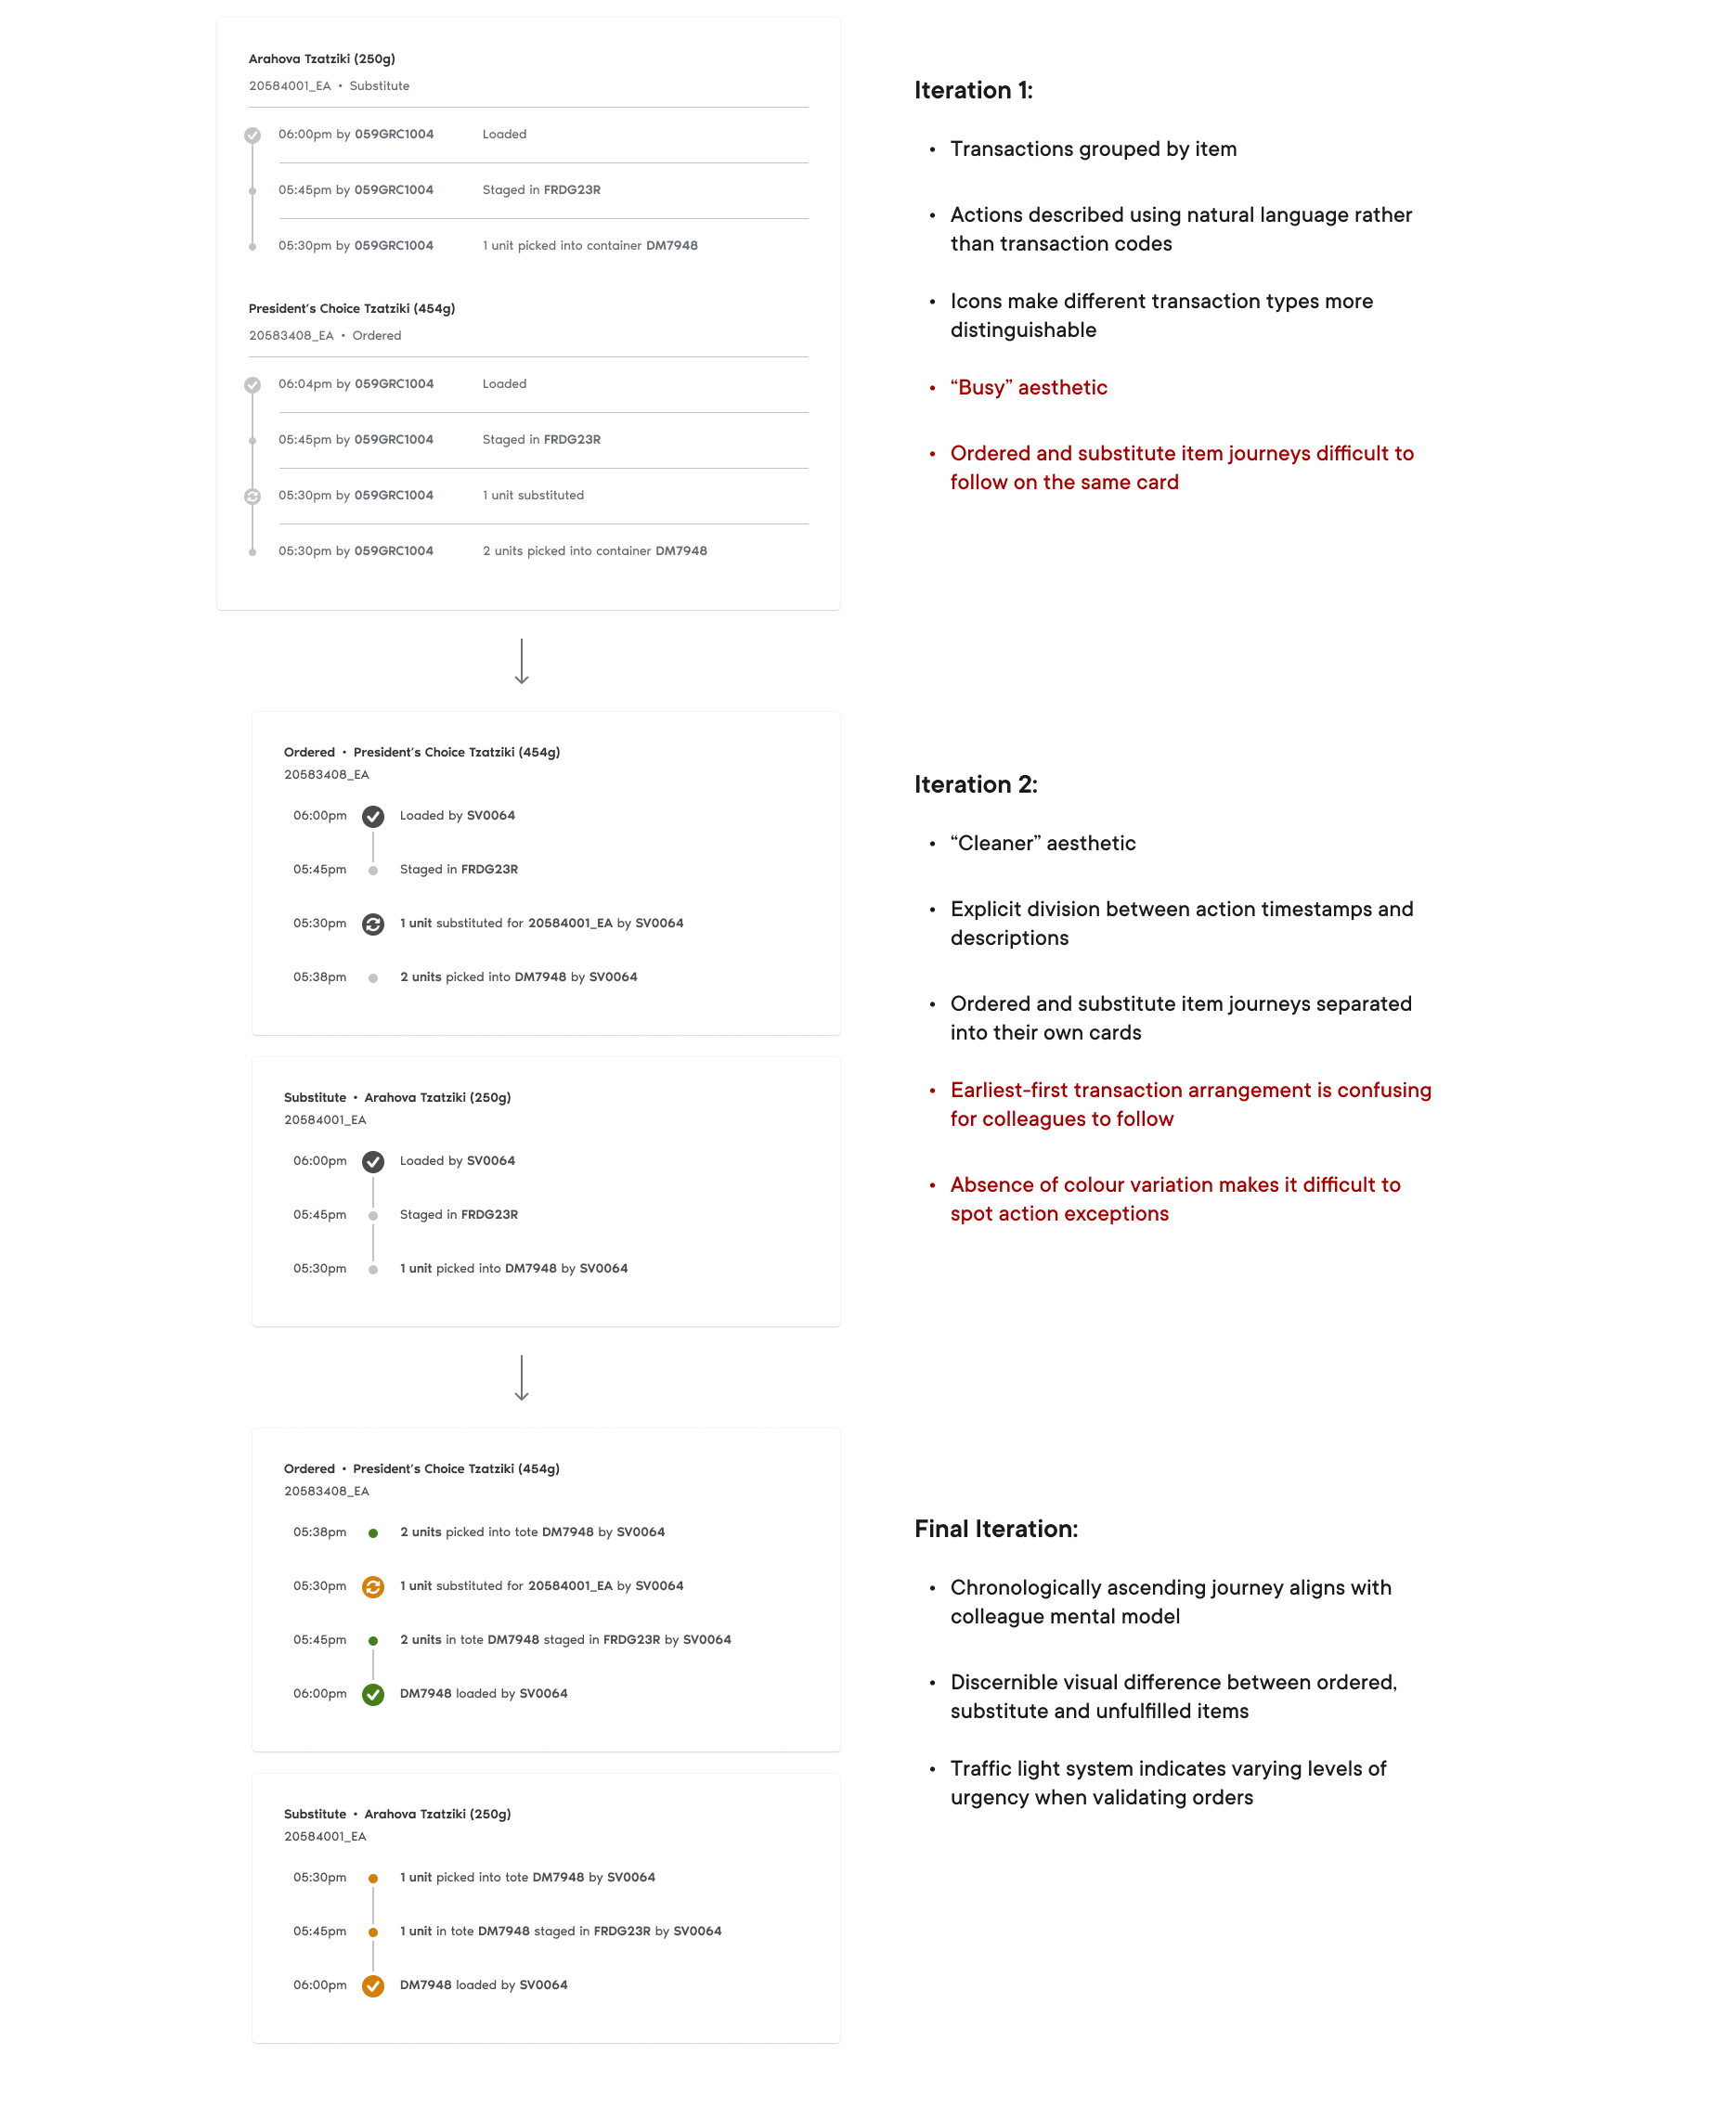 Arahova Tzatziki (250g)
20584001_EA • Substitute
06:00pm by 059GRC1004 Loaded
05:45pm by 059GRC1004 Staged in FRDG23R
05:30pm by 059GRC1004 1 unit picked into container DM7948
President's Choice Tzatziki (454g)
20583408_EA • Ordered
06:04pm by 059GRC1004 Loaded
05:45pm by 059GRC1004 Staged in FRDG23R
05:30pm by 059GRC1004 1 unit substituted
05:30pm by 059GRC1004 2 units picked into container DM7948
Iteration 1:
• Transactions grouped by item
• Actions described using natural language rather
than transaction codes
• Icons make different transaction types more
distinguishable
• “Busy” aesthetic
• Ordered and substitute item journeys difficult to
follow on the same card
Ordered • President's Choice Tzatziki (454g)
20583408_EA
06:00pm Loaded by SV0064
05:45pm Staged in FRDG23R
05:30pm 1 unit substituted for 20584001_EA by SV0064
05:38pm 2 units picked into DM7948 by SV0064
Substitute • Arahova Tzatziki (250g)
20584001_EA
06:00pm Loaded by SV0064
05:45pm Staged in FRDG23R
05:30pm 1 unit picked into DM7948 by SV0064
Iteration 2:
• “Cleaner” aesthetic
• Explicit division between action timestamps and
descriptions
• Ordered and substitute item journeys separated
into their own cards
• Earliest-first transaction arrangement is confusing
for colleagues to follow
• Absence of colour variation makes it difficult to
spot action exceptions
Ordered • President's Choice Tzatziki (454g)
20583408_EA
05:38pm 2 units picked into tote DM7948 by SV0064
05:30pm 1 unit substituted for 20584001_EA by SV0064
05:45pm 2 units in tote DM7948 staged in FRDG23R by SV0064
06:00pm DM7948 loaded by SV0064
Substitute • Arahova Tzatziki (250g)
20584001_EA
05:30pm 1 unit picked into tote DM7948 by SV0064
05:45pm 1 unit in tote DM7948 staged in FRDG23R by SV0064
06:00pm DM7948 loaded by SV0064
Final Iteration:
• Chronologically ascending journey aligns with
colleague mental model
• Discernible visual difference between ordered,
substitute and unfulfilled items
• Traffic light system indicates varying levels of
urgency when validating orders